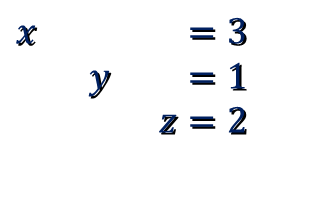 x = 3
y = 1
z = 2